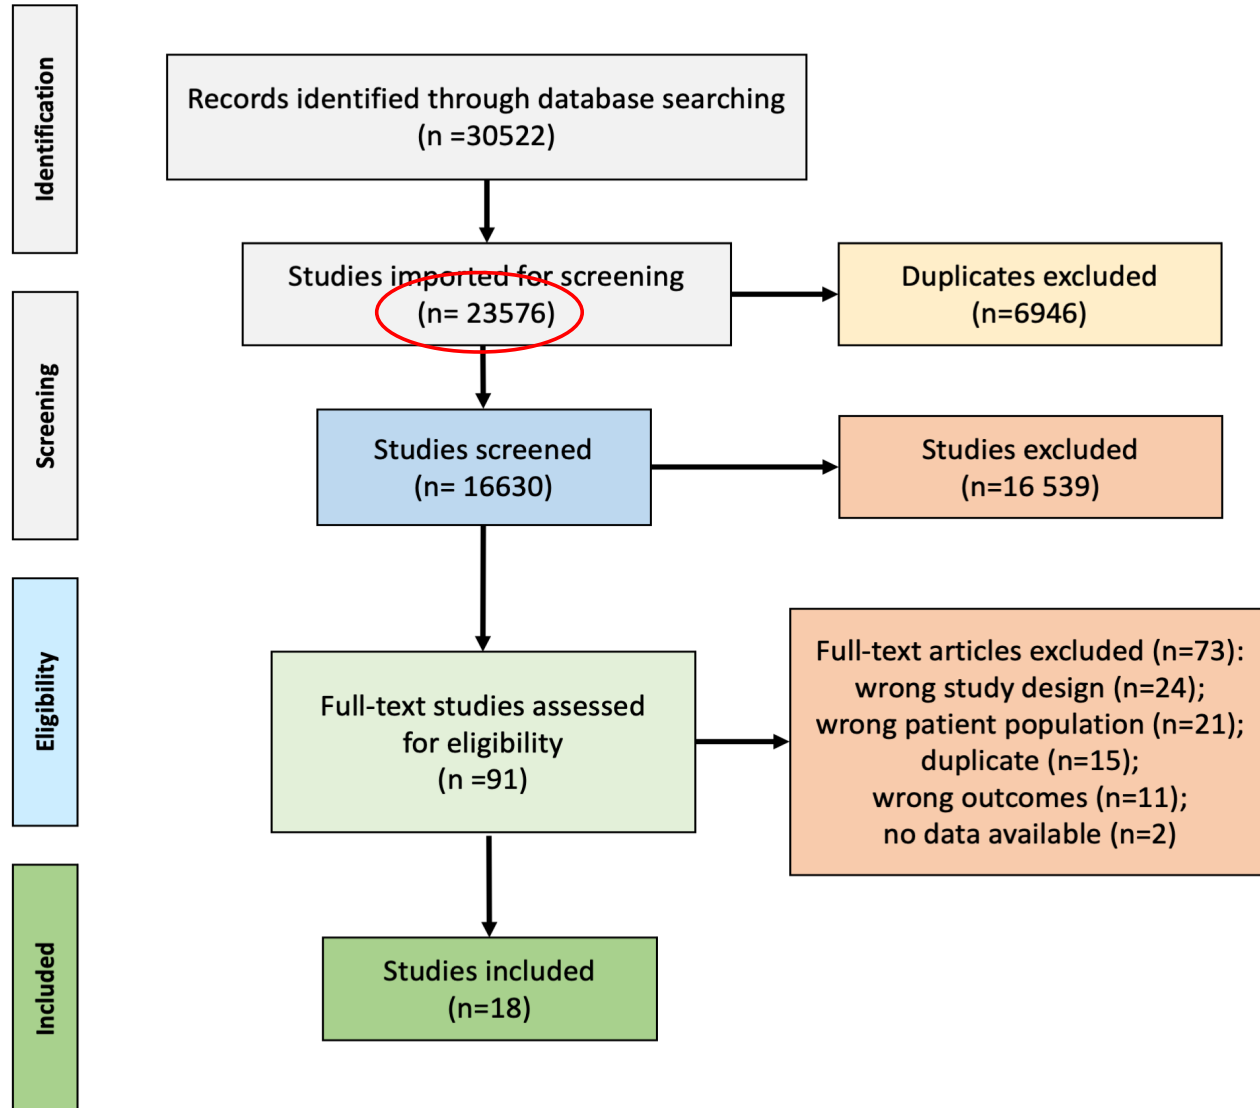 Identification
Records identified through database searching
(n =30522)
Studies imported for screening
(n= 23576)
Duplicates excluded
(n=6946)
Screening
Studies screened
(n= 16630)
Studies excluded
(n=16 539)
Eligibility
Full-text studies assessed
for eligibility
(n =91)
Full-text articles excluded (n=73):
wrong study design (n=24);
wrong patient population (n=21);
duplicate (n=15);
wrong outcomes (n=11);
no data available (n=2)
Included
Studies included
(n=18)